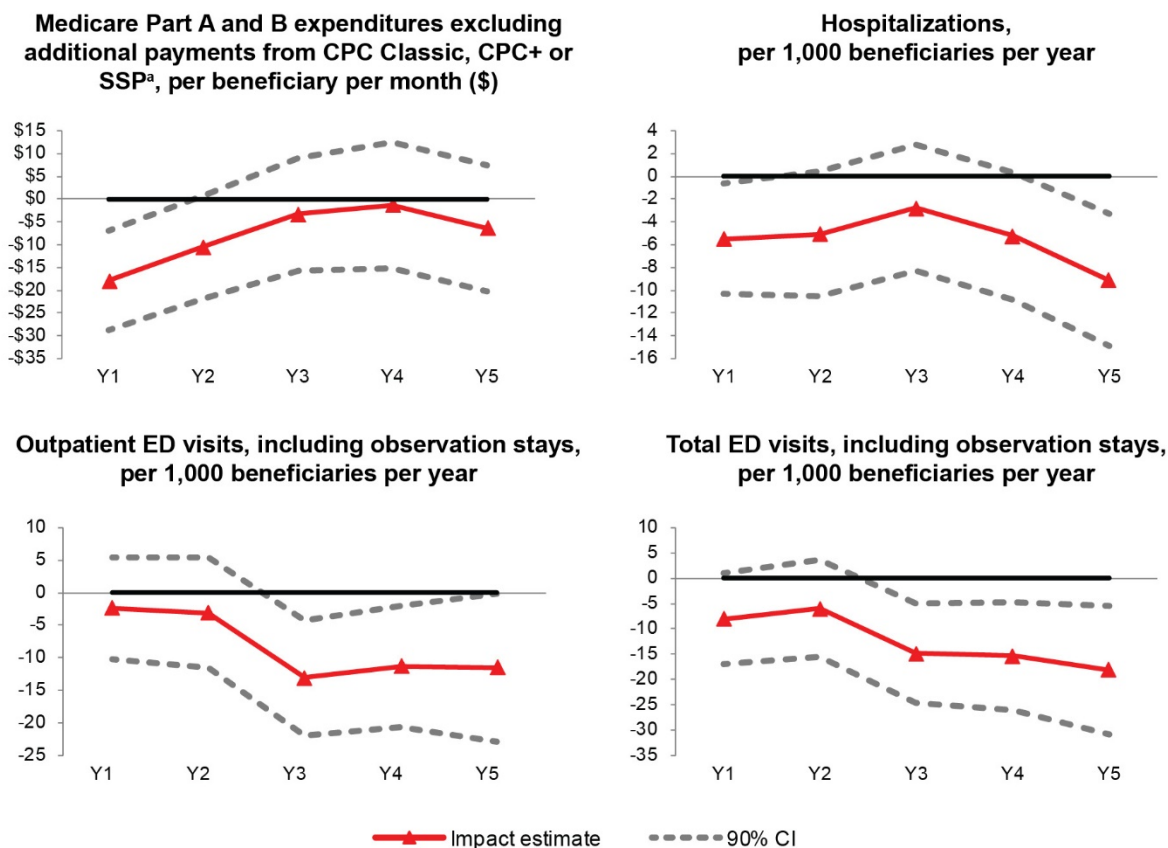 Medicare Part A and B expenditures excluding
additional payments from CPC Classic, CPC+ or
SSPᵃ, per beneficiary per month ($)
$15
$10
$5
$0
-$5
-$10
-$15
-$20
-$25
-$30
-$35
Y1 Y2 Y3 Y4 Y5
Hospitalizations,
per 1,000 beneficiaries per year
4
2
0
-2
-4
-6
-8
-10
-12
-14
-16
Y1 Y2 Y3 Y4 Y5
Outpatient ED visits, including observation stays,
per 1,000 beneficiaries per year
10
5
0
-5
-10
-15
-20
-25
Y1 Y2 Y3 Y4 Y5
Total ED visits, including observation stays,
per 1,000 beneficiaries per year
10
5
0
-5
-10
-15
-20
-25
-30
-35
Y1 Y2 Y3 Y4 Y5
Impact estimate 90% CI